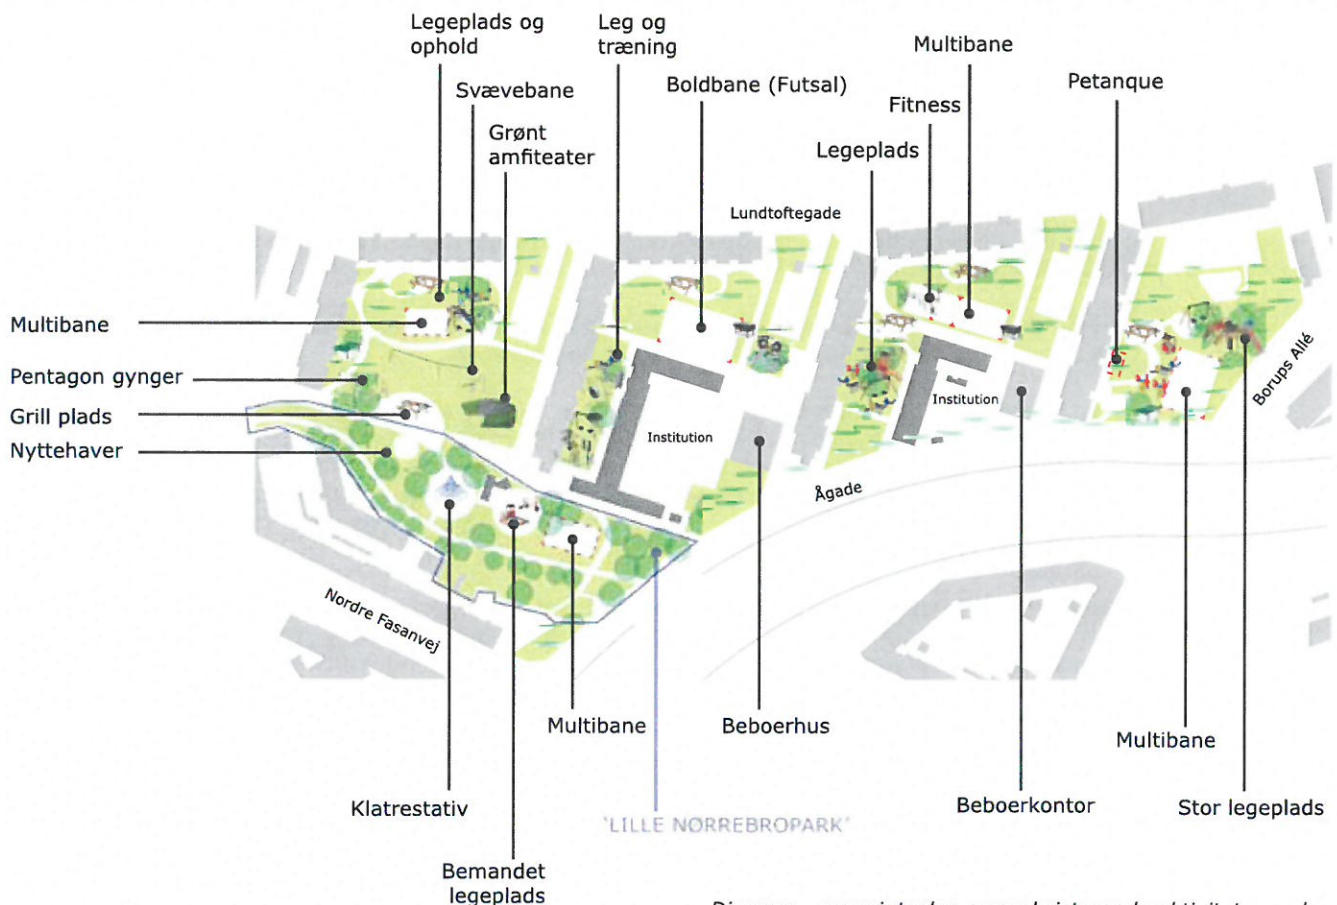 Legeplads og
ophold
Leg og
træning
Multibane
Svævebane
Boldbane (Futsal)
Petanque
Fitness
Grønt
amfiteater
Legeplads
Lundtoftegade
Multibane
Pentagon gynger
Grill plads
Nyttehaver
Institution
Institution
Borups Allé
Ågade
Nordre Fasanvej
Multibane
Beboerhus
Multibane
Klatrestativ
Beboerkontor
Stor legeplads
'LILLE NØRREBROPARK'
Bemandet
legeplads